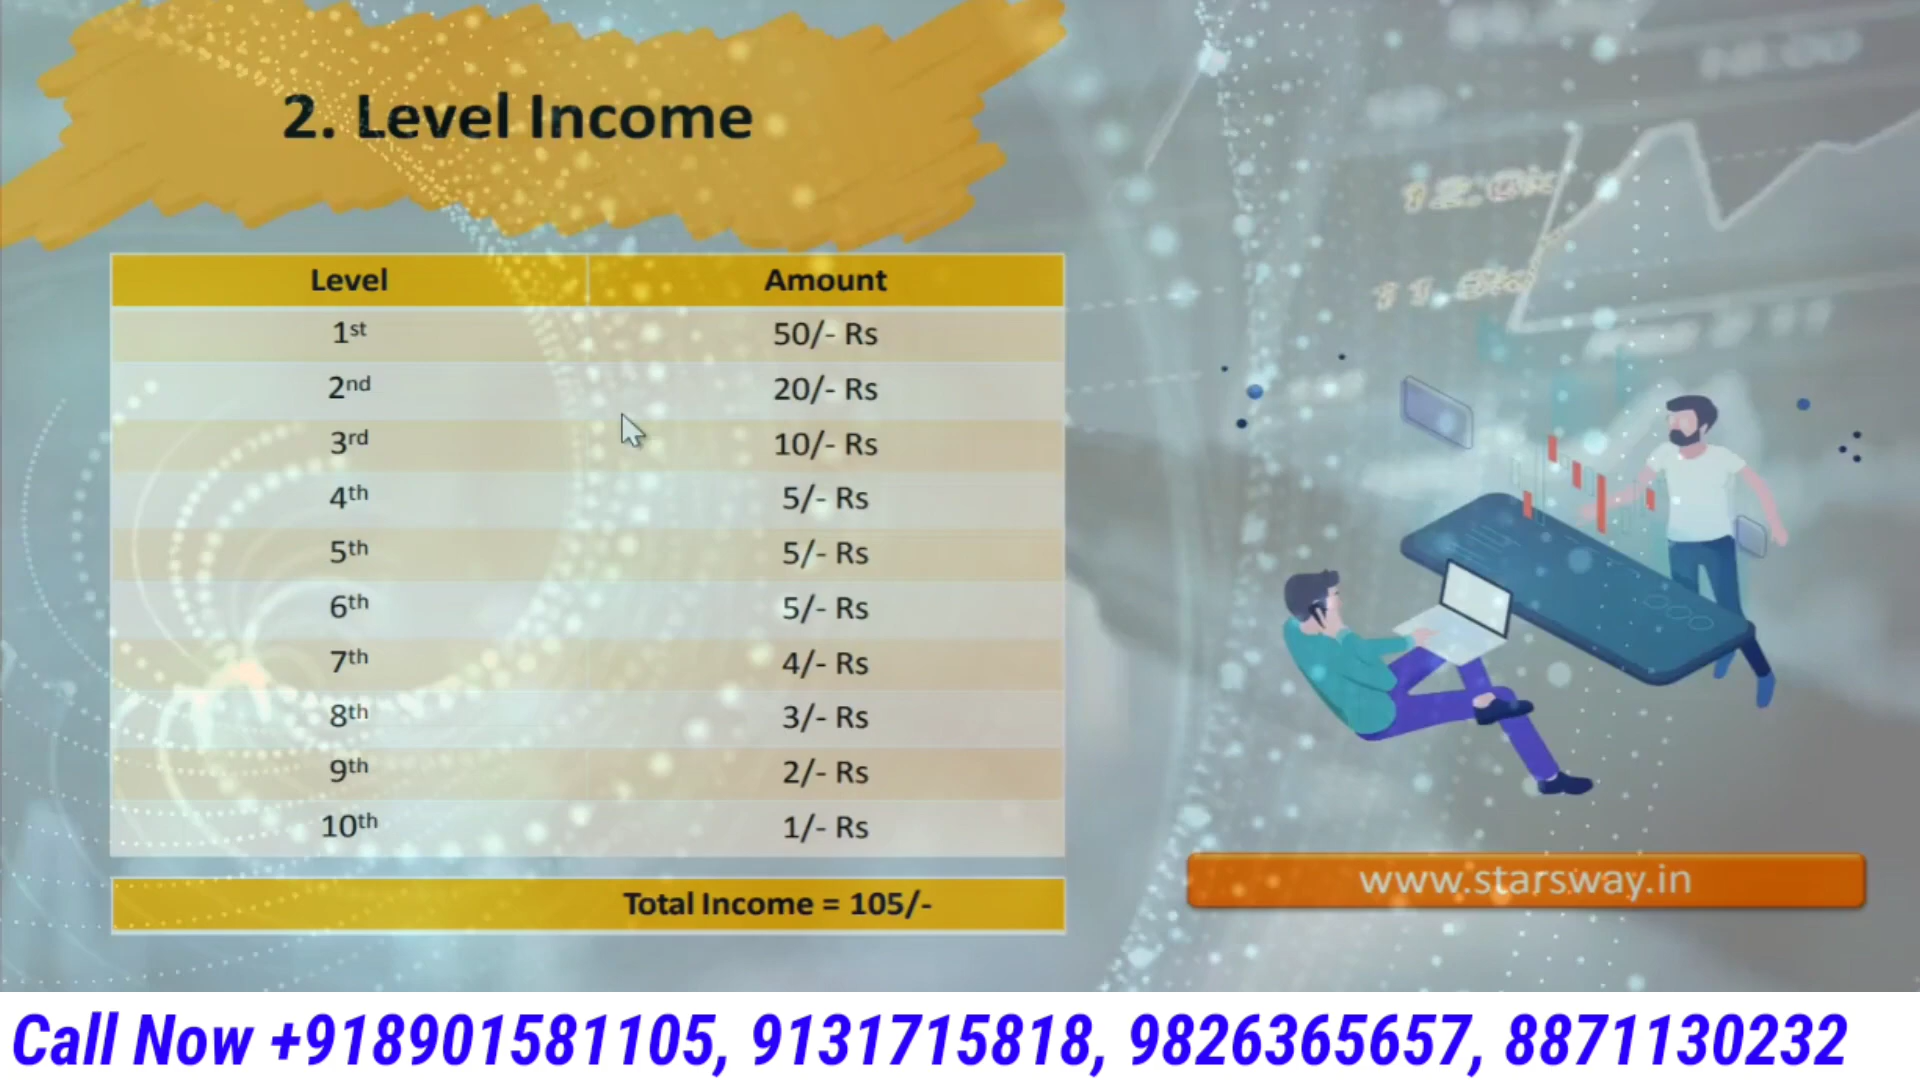 2. Level Income
Level Amount
1st 50/- Rs
2nd 20/- Rs
3rd 10/- Rs
4th 5/- Rs
5th 5/- Rs
6th 5/- Rs
7th 4/- Rs
8th 3/- Rs
9th 2/- Rs
10th 1/- Rs
Total Income = 105/-
www.starsway.in
Call Now +918901581105, 9131715818, 9826365657, 8871130232